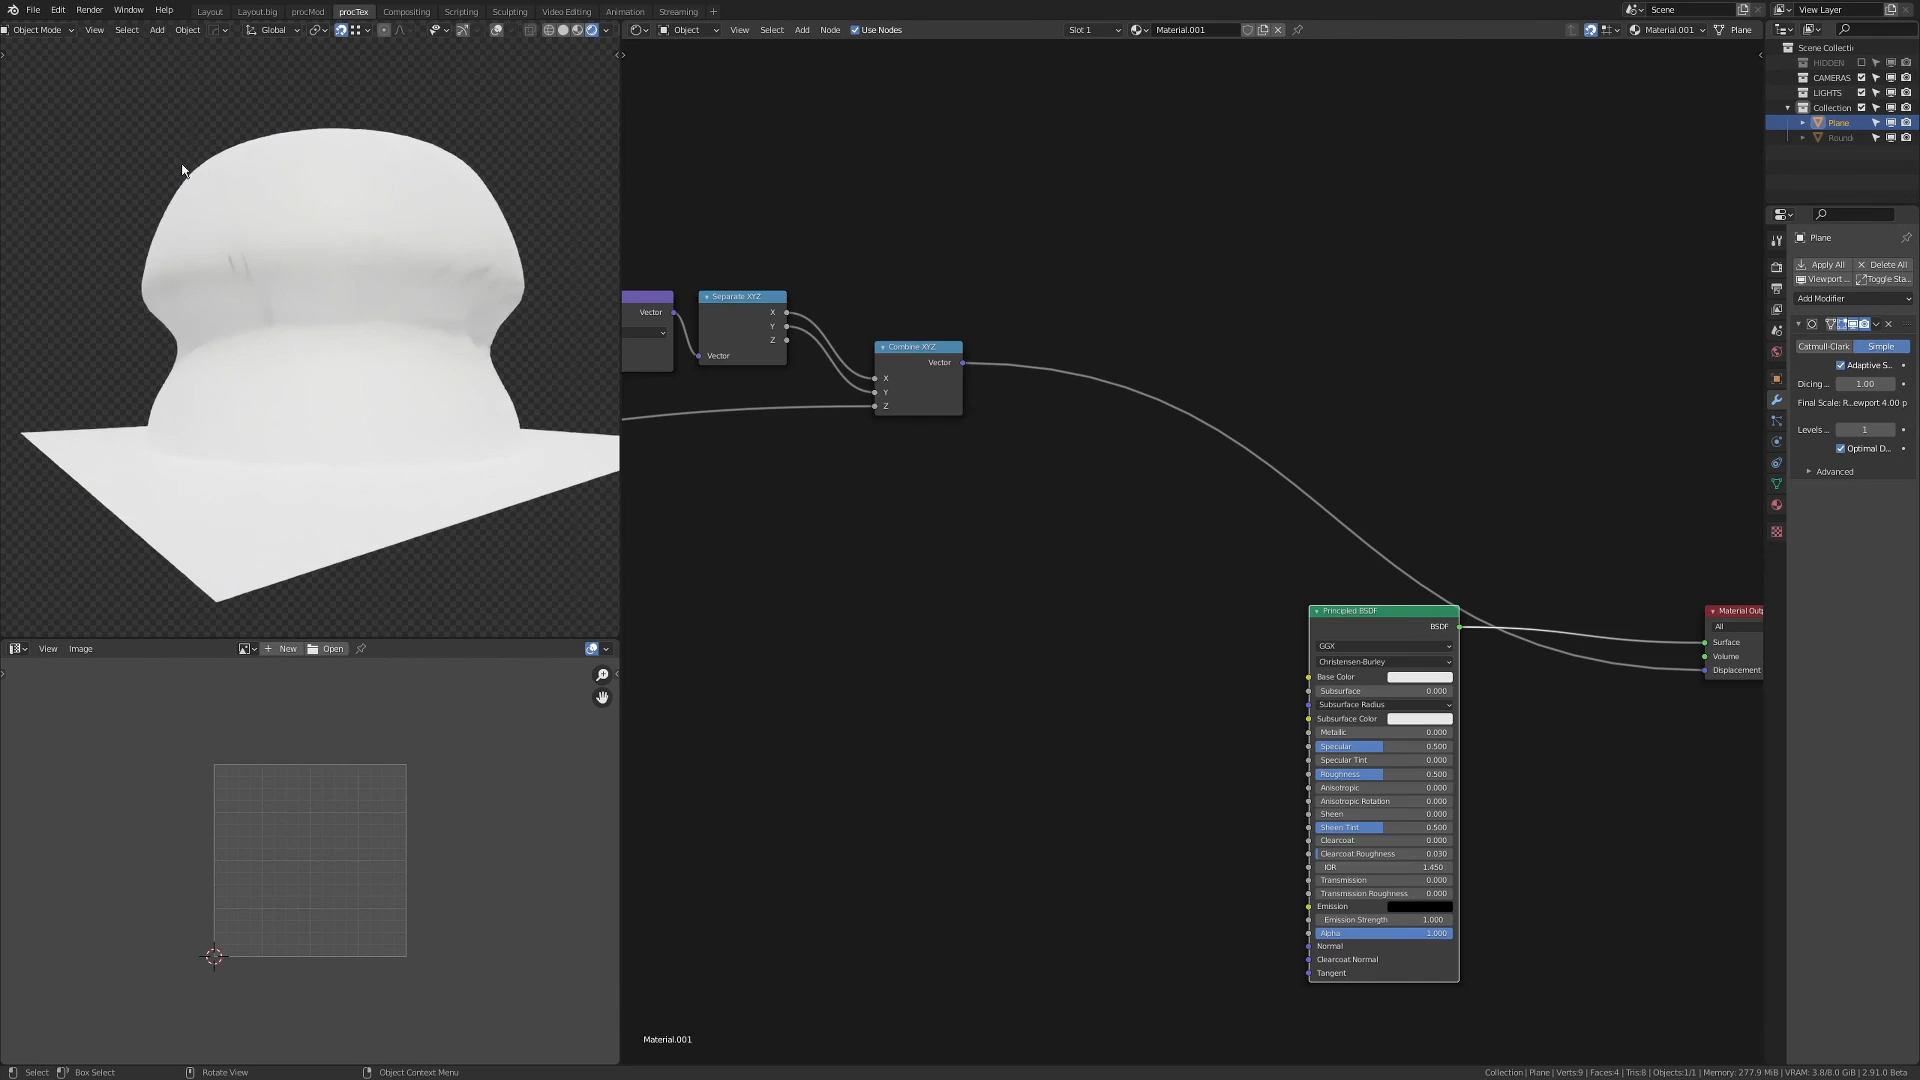 File Edit Render Window Help Layout Layout.big procMod procTex Compositing Scripting Sculpting Video Editing Animation Streaming + Scene View Layer
Object Mode View Select Add Object Global Object View Select Add Node Use Nodes Slot 1 Material.001 Material.001 Plane
Scene Collecti
HIDDEN
CAMERAS
LIGHTS
Collection
Plane
Round
Plane
Apply All Delete All
Viewport ... Toggle Sta...
Add Modifier
Catmull-Clark Simple
Adaptive S...
Dicing ... 1.00
Final Scale: R...ewport 4.00 p
Levels ... 1
Optimal D...
Advanced
Vector
Separate XYZ
X
Y
Z
Vector
Combine XYZ
Vector
X
Y
Z
Principled BSDF
BSDF
GGX
Christensen-Burley
Base Color
Subsurface 0.000
Subsurface Radius
Subsurface Color
Metallic 0.000
Specular 0.500
Specular Tint 0.000
Roughness 0.500
Anisotropic 0.000
Anisotropic Rotation 0.000
Sheen 0.000
Sheen Tint 0.500
Clearcoat 0.000
Clearcoat Roughness 0.030
IOR 1.450
Transmission 0.000
Transmission Roughness 0.000
Emission
Emission Strength 1.000
Alpha 1.000
Normal
Clearcoat Normal
Tangent
Material Outp
All
Surface
Volume
Displacement
View Image + New Open
Material.001
Select Box Select Rotate View Object Context Menu Collection | Plane | Verts:9 | Faces:4 | Tris:8 | Objects:1/1 | Memory: 277.9 MiB | VRAM: 3.8/8.0 GiB | 2.91.0 Beta